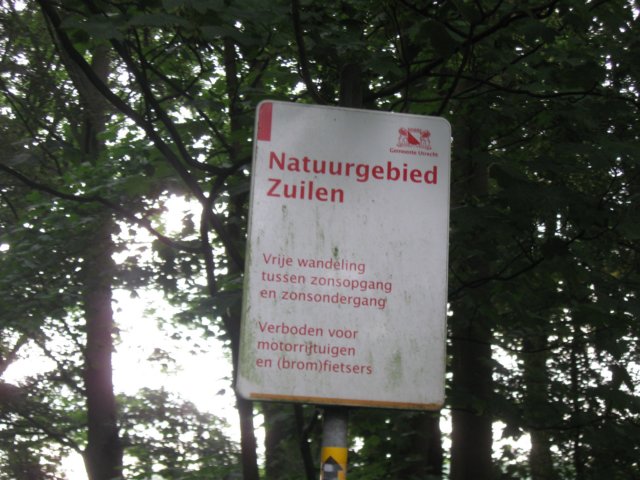 Gemeente Utrecht
Natuurgebied
Zuilen
Vrije wandeling
tussen zonsopgang
en zonsondergang
Verboden voor
motorrijtuigen
en (brom)fietsers